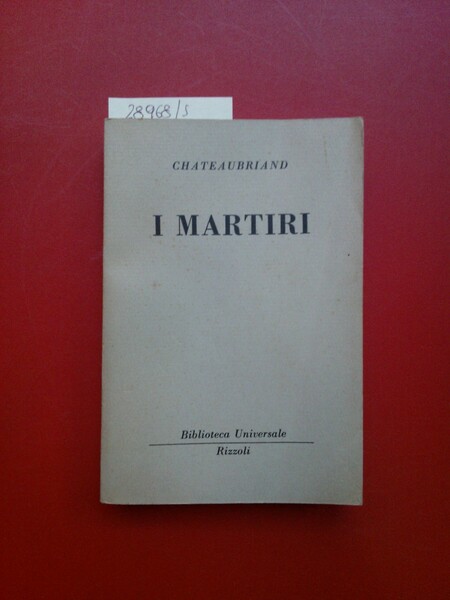 28968/s
CHATEAUBRIAND
I MARTIRI
Biblioteca Universale
Rizzoli